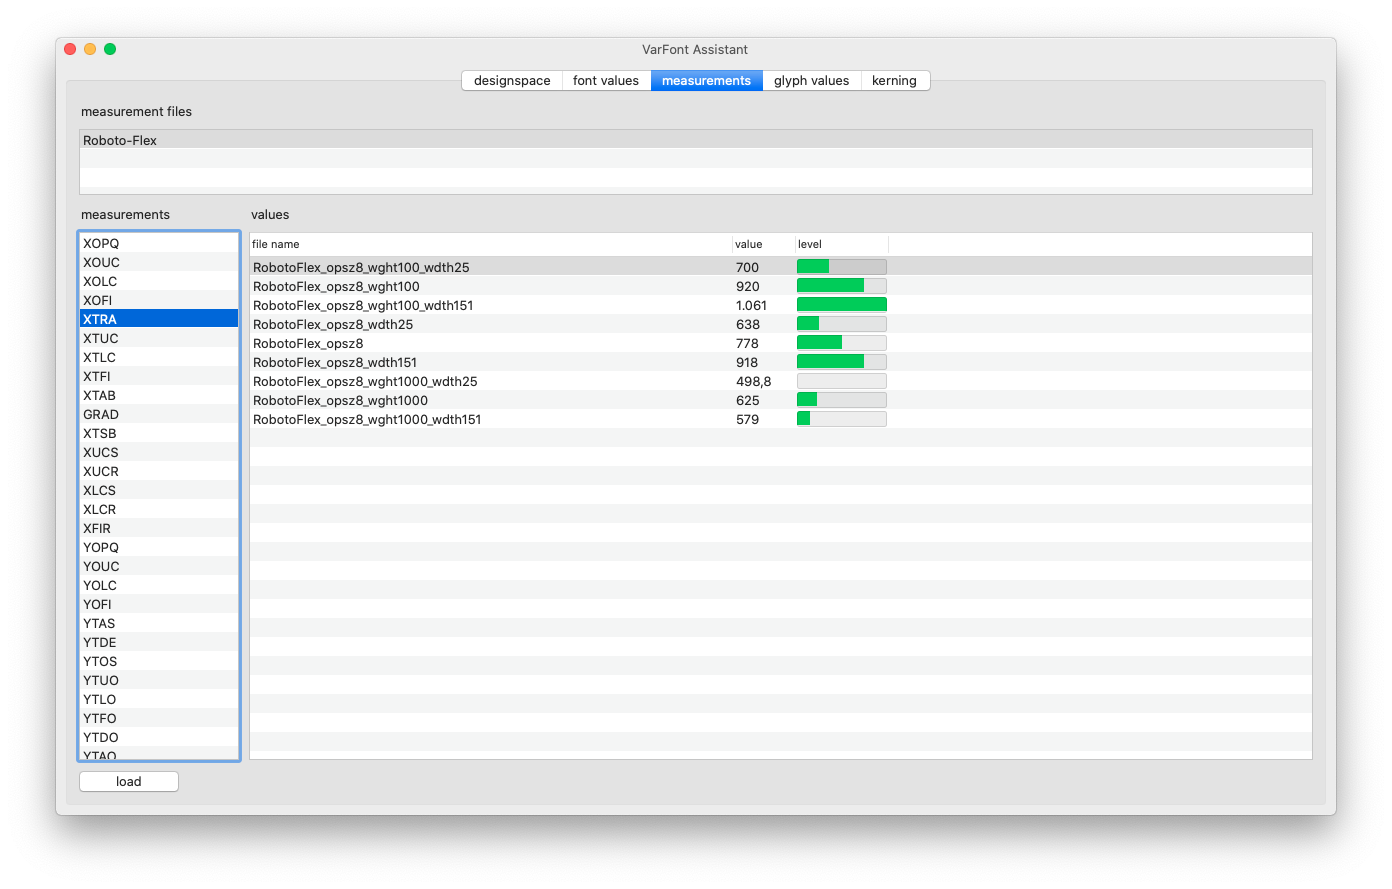 VarFont Assistant
designspace font values measurements glyph values kerning
measurement files
Roboto-Flex
measurements
XOPQ
XOUC
XOLC
XOFI
XTRA
XTUC
XTLC
XTFI
XTAB
GRAD
XTSB
XUCS
XUCR
XLCS
XLCR
XFIR
YOPQ
YOUC
YOLC
YOFI
YTAS
YTDE
YTOS
YTUO
YTLO
YTFO
YTDO
YTAO
load
values
file name value level
RobotoFlex_opsz8_wght100_wdth25 700
RobotoFlex_opsz8_wght100 920
RobotoFlex_opsz8_wght100_wdth151 1.061
RobotoFlex_opsz8_wdth25 638
RobotoFlex_opsz8 778
RobotoFlex_opsz8_wdth151 918
RobotoFlex_opsz8_wght1000_wdth25 498,8
RobotoFlex_opsz8_wght1000 625
RobotoFlex_opsz8_wght1000_wdth151 579